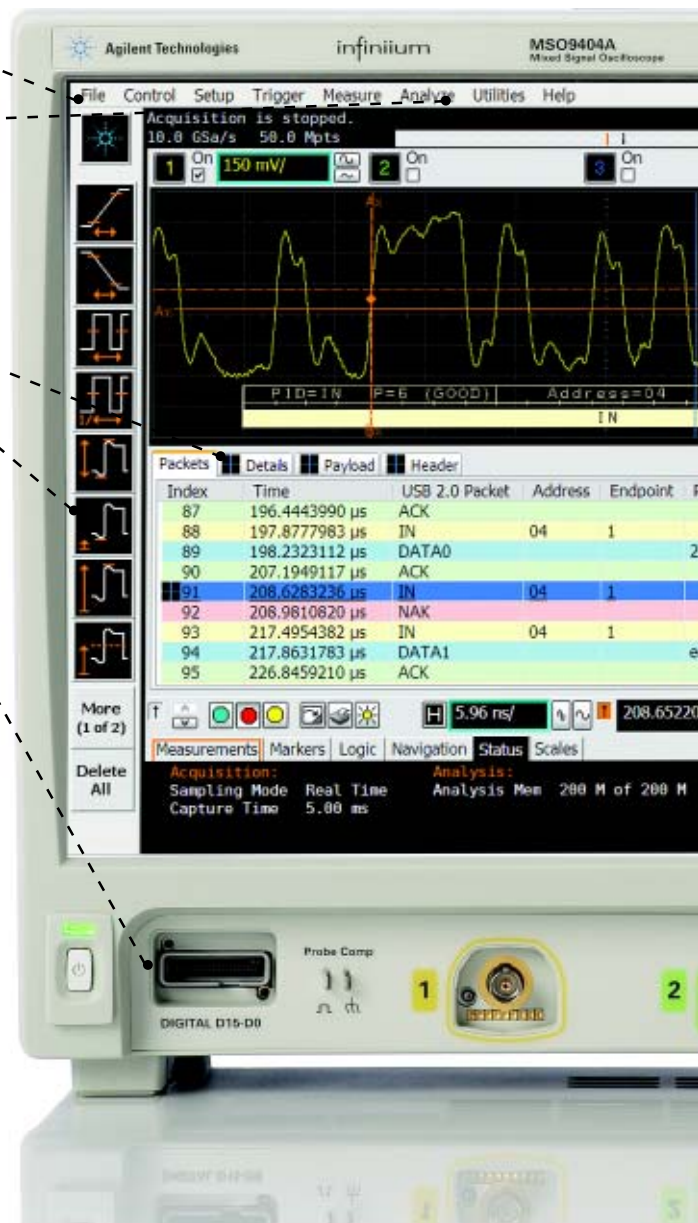 Agilent Technologies infiniium MSO9404A
Mixed Signal Oscilloscope
File Control Setup Trigger Measure Analyze Utilities Help
Acquisition is stopped.
10.0 GSa/s 50.0 Mpts
1 On 150 mV/ 2 On 3 On
Ax
Ax
PID=IN P=6 (GOOD) Address=04
IN
Packets Details Payload Header
Index Time USB 2.0 Packet Address Endpoint
87 196.4443990 µs ACK
88 197.8777983 µs IN 04 1
89 198.2323112 µs DATA0 2
90 207.1949117 µs ACK
91 208.6283236 µs IN 04 1
92 208.9810820 µs NAK
93 217.4954382 µs IN 04 1
94 217.8631783 µs DATA1 e
95 226.8459210 µs ACK
More
(1 of 2)
T H 5.96 ns/ 208.65220
Measurements Markers Logic Navigation Status Scales
Delete
All
Acquisition: Analysis:
Sampling Mode Real Time Analysis Mem 200 M of 200 M
Capture Time 5.00 ms
Probe Comp
1 2
DIGITAL D15-D0